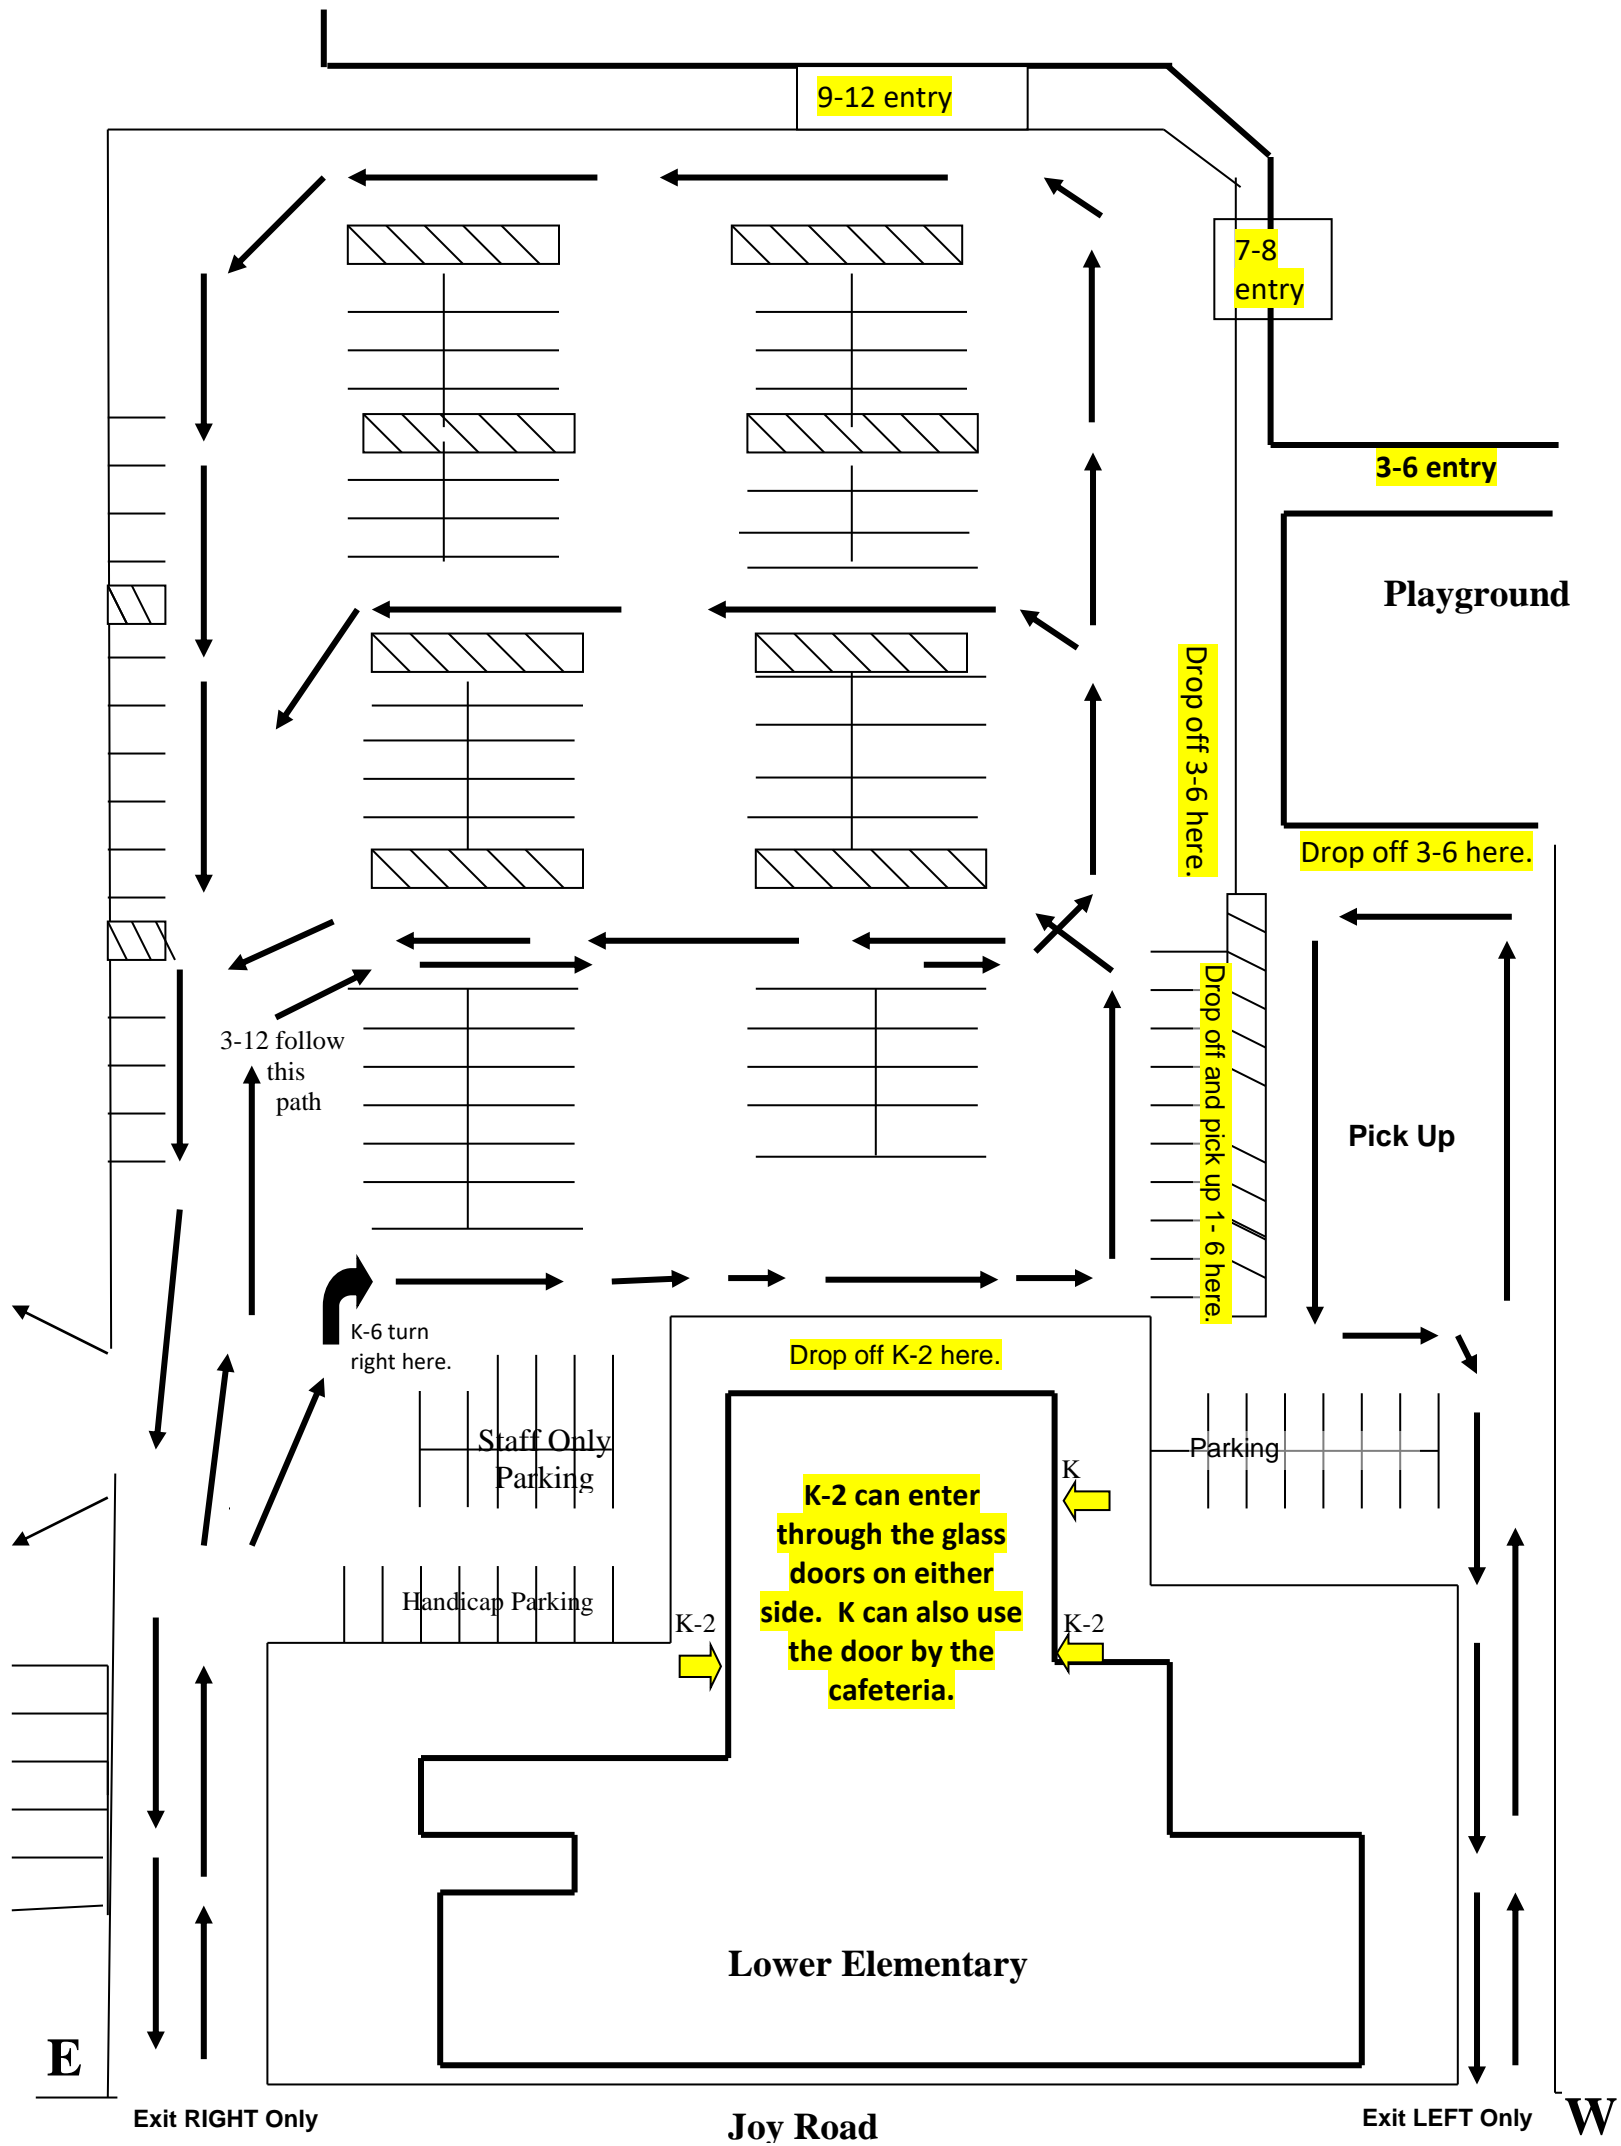 9-12 entry
7-8
entry
3-6 entry
Playground
Drop off 3-6 here.
Drop off 3-6 here.
Drop off and pick up 1- 6 here.
3-12 follow
this
path
Pick Up
K-6 turn
right here.
Drop off K-2 here.
Staff Only
Parking
Parking
K
K-2 can enter
through the glass
doors on either
side. K can also use
the door by the
cafeteria.
Handicap Parking
K-2
K-2
Lower Elementary
E
Exit RIGHT Only
Joy Road
Exit LEFT Only
W